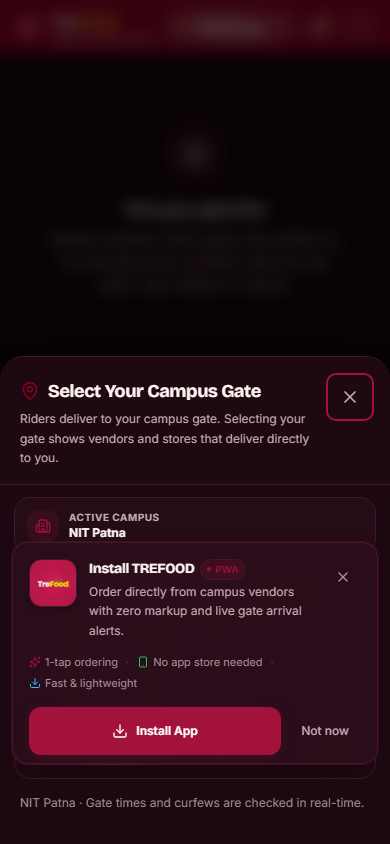 Select Your Campus Gate
Riders deliver to your campus gate. Selecting your
gate shows vendors and stores that deliver directly
to you.
ACTIVE CAMPUS
NIT Patna
TreFood
Install TREFOOD • PWA
Order directly from campus vendors
with zero markup and live gate arrival
alerts.
1-tap ordering · No app store needed ·
Fast & lightweight
Install App
Not now
NIT Patna · Gate times and curfews are checked in real-time.